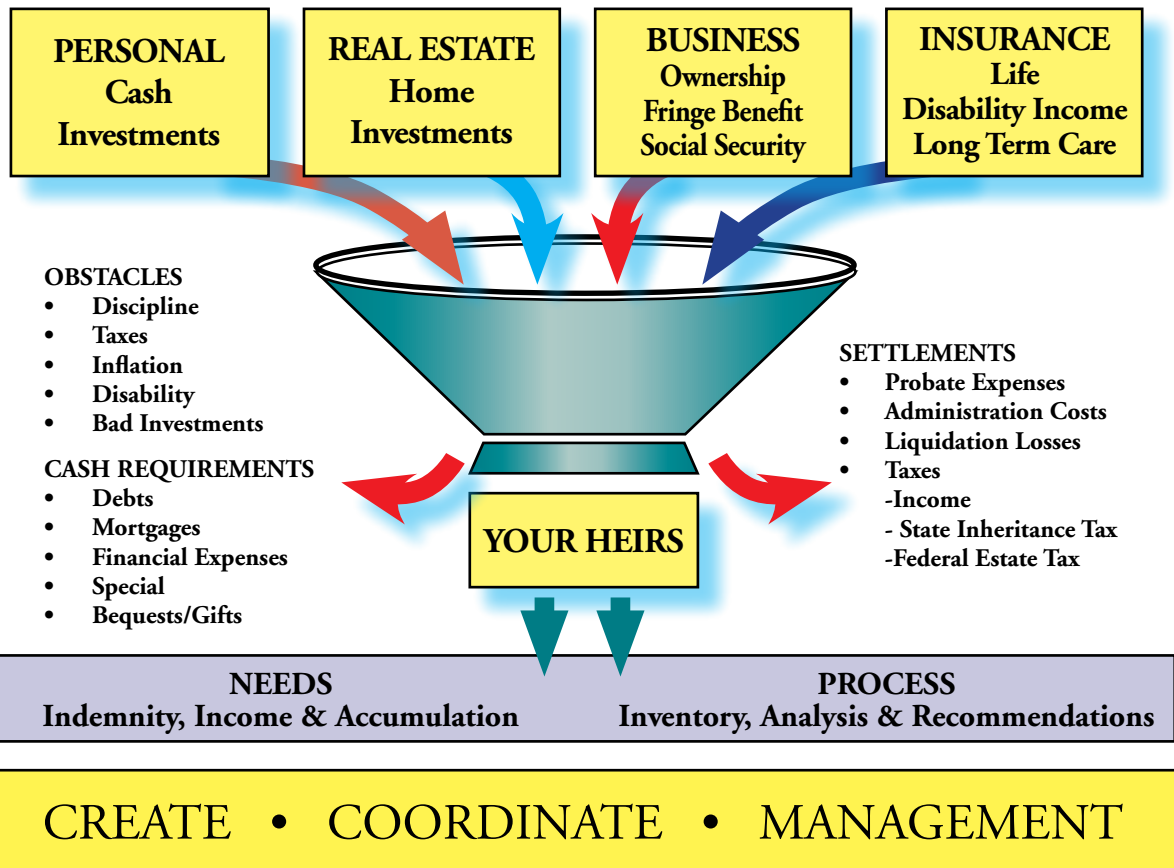 PERSONAL
Cash
Investments
REAL ESTATE
Home
Investments
BUSINESS
Ownership
Fringe Benefit
Social Security
INSURANCE
Life
Disability Income
Long Term Care
OBSTACLES
• Discipline
• Taxes
• Inflation
• Disability
• Bad Investments
CASH REQUIREMENTS
• Debts
• Mortgages
• Financial Expenses
• Special
• Bequests/Gifts
SETTLEMENTS
• Probate Expenses
• Administration Costs
• Liquidation Losses
• Taxes
-Income
- State Inheritance Tax
-Federal Estate Tax
YOUR HEIRS
NEEDS
Indemnity, Income & Accumulation
PROCESS
Inventory, Analysis & Recommendations
CREATE • COORDINATE • MANAGEMENT